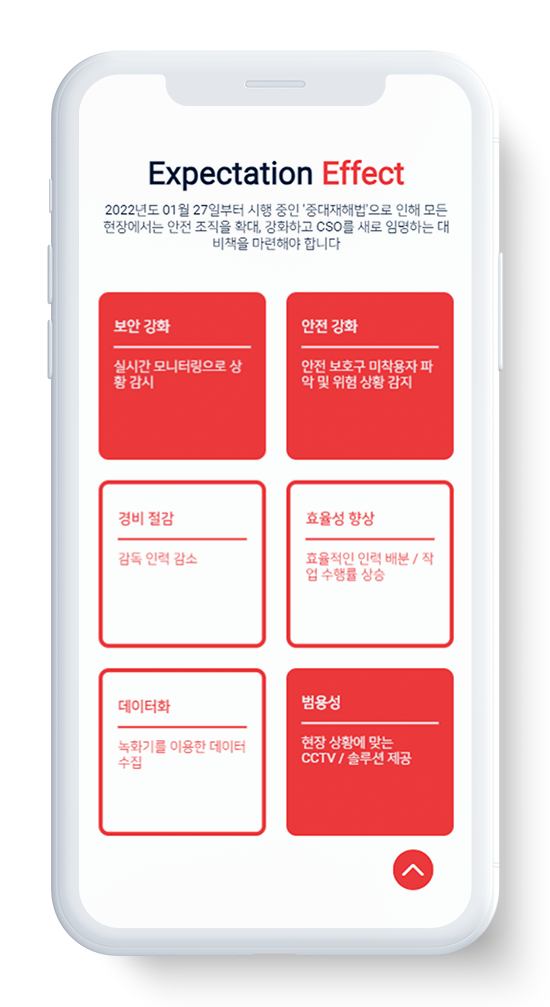 Expectation Effect
2022년도 01월 27일부터 시행 중인 '중대재해법'으로 인해 모든
현장에서는 안전 조직을 확대, 강화하고 CSO를 새로 임명하는 대
비책을 마련해야 합니다
보안 강화
실시간 모니터링으로 상
황 감시
안전 강화
안전 보호구 미착용자 파
악 및 위험 상황 감지
경비 절감
감독 인력 감소
효율성 향상
효율적인 인력 배분 / 작
업 수행률 상승
데이터화
녹화기를 이용한 데이터
수집
범용성
현장 상황에 맞는
CCTV / 솔루션 제공